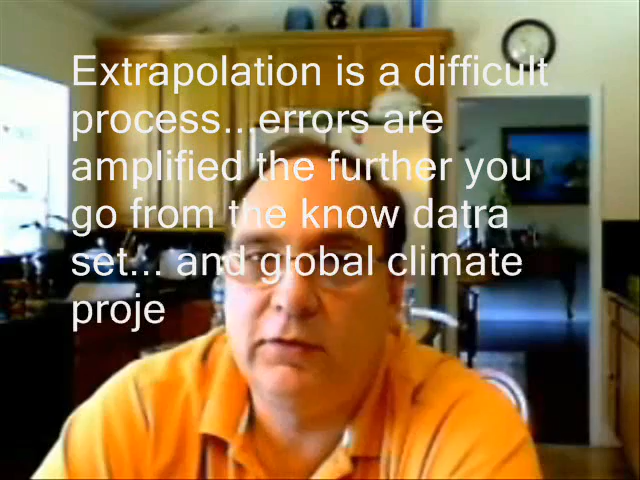 Extrapolation is a difficult
process...errors are
amplified the further you
go from the know datra
set... and global climate
proje